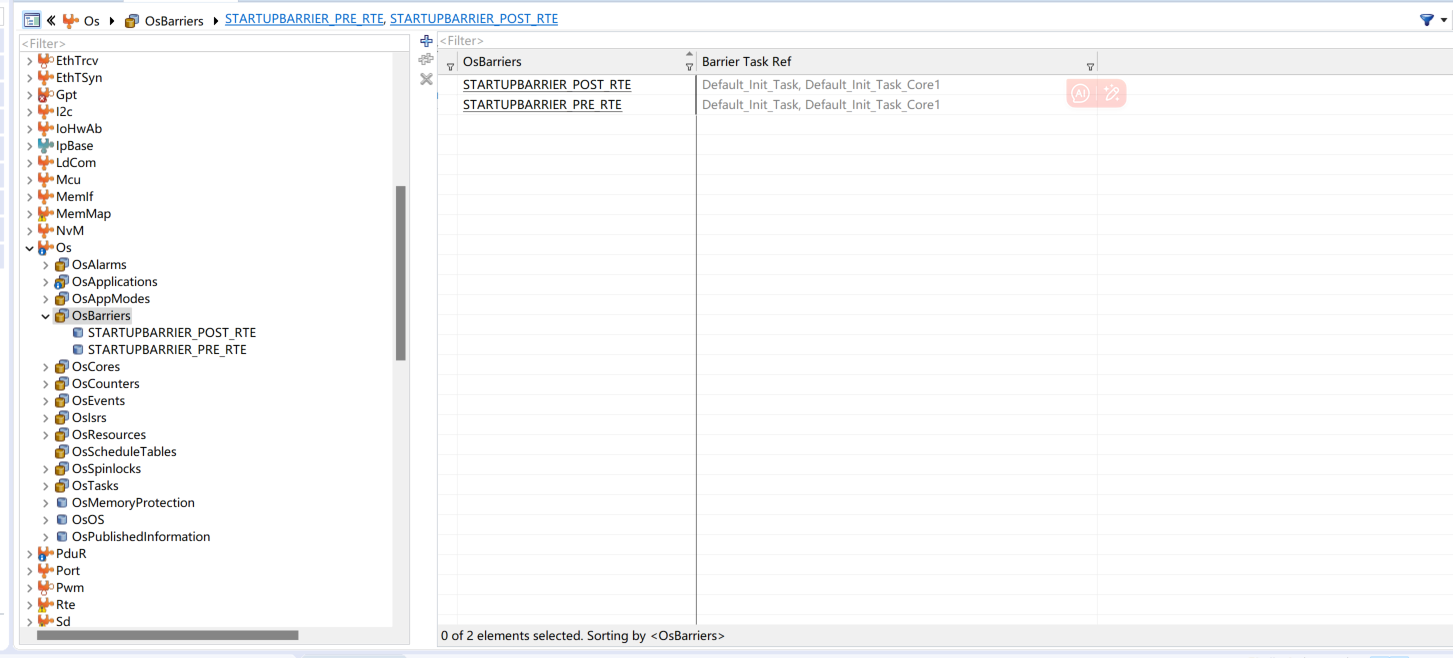 « Os OsBarriers STARTUPBARRIER_PRE_RTE, STARTUPBARRIER_POST_RTE
<Filter>
EthTrcv
EthTSyn
Gpt
I2c
IoHwAb
IpBase
LdCom
Mcu
MemIf
MemMap
NvM
Os
OsAlarms
OsApplications
OsAppModes
OsBarriers
STARTUPBARRIER_POST_RTE
STARTUPBARRIER_PRE_RTE
OsCores
OsCounters
OsEvents
OsIsrs
OsResources
OsScheduleTables
OsSpinlocks
OsTasks
OsMemoryProtection
OsOS
OsPublishedInformation
PduR
Port
Pwm
Rte
Sd
<Filter>
OsBarriers Barrier Task Ref
STARTUPBARRIER_POST_RTE Default_Init_Task, Default_Init_Task_Core1
STARTUPBARRIER_PRE_RTE Default_Init_Task, Default_Init_Task_Core1
AI
0 of 2 elements selected. Sorting by <OsBarriers>